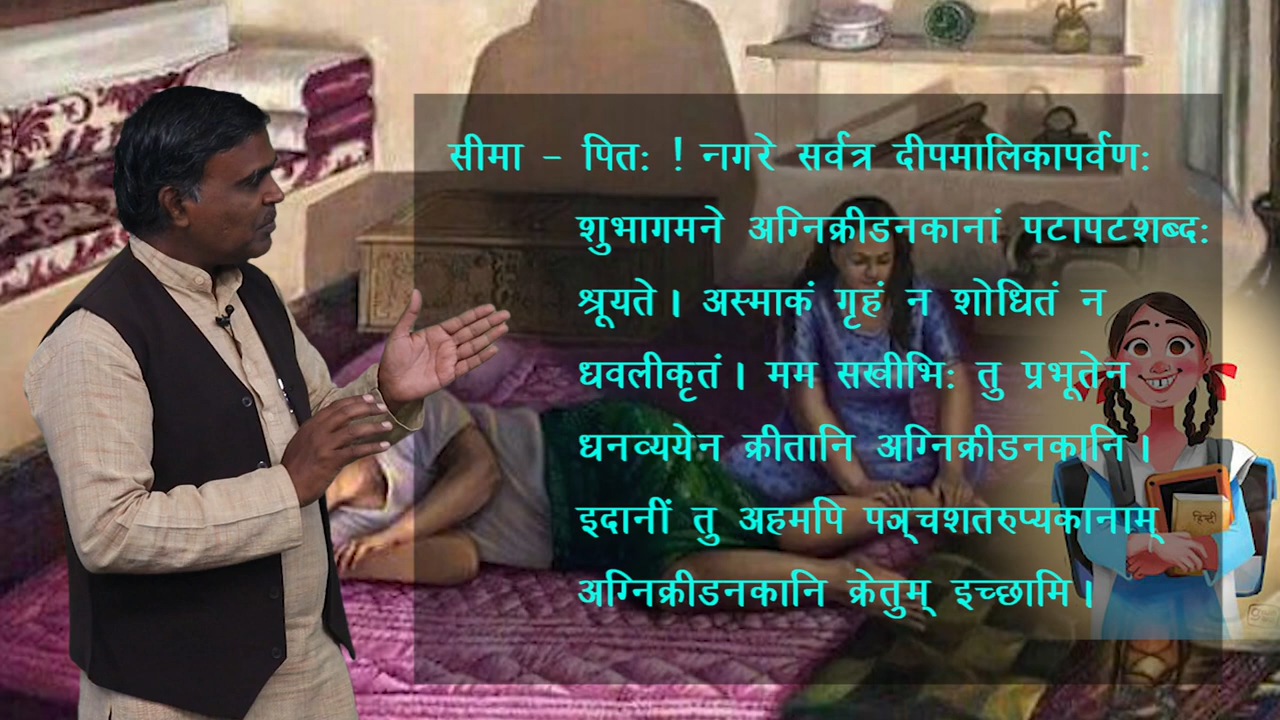 सीमा - पितः ! नगरे सर्वत्र दीपमालिकापर्वणः
शुभागमने अग्निक्रीडनकानां पटापटशब्दः
श्रूयते। अस्माकं गृहं न शोधितं न
धवलीकृतं। मम सखीभिः तु प्रभूतेन
धनव्ययेन क्रीतानि अग्निक्रीडनकानि।
इदानीं तु अहमपि पञ्चशतरुप्यकानाम्
अग्निक्रीडनकानि क्रेतुम् इच्छामि।
हिन्दी